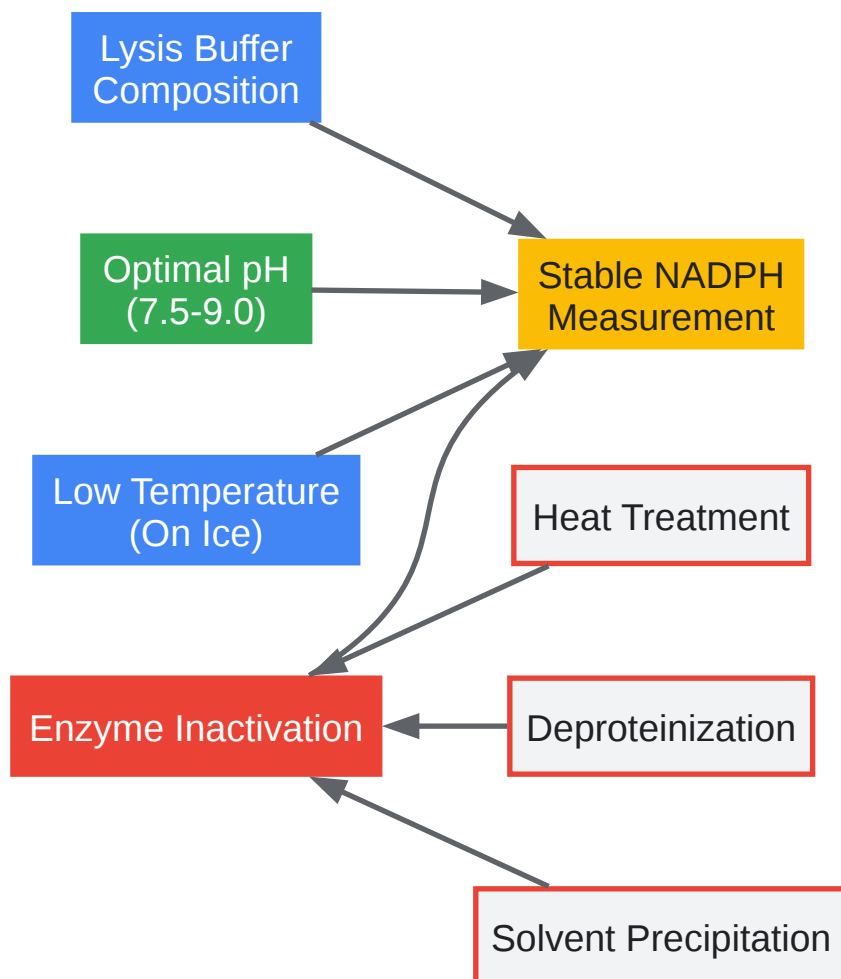 Lysis Buffer
Composition
Optimal pH
(7.5-9.0)
Stable NADPH
Measurement
Low Temperature
(On Ice)
Heat Treatment
Enzyme Inactivation
Deproteinization
Solvent Precipitation